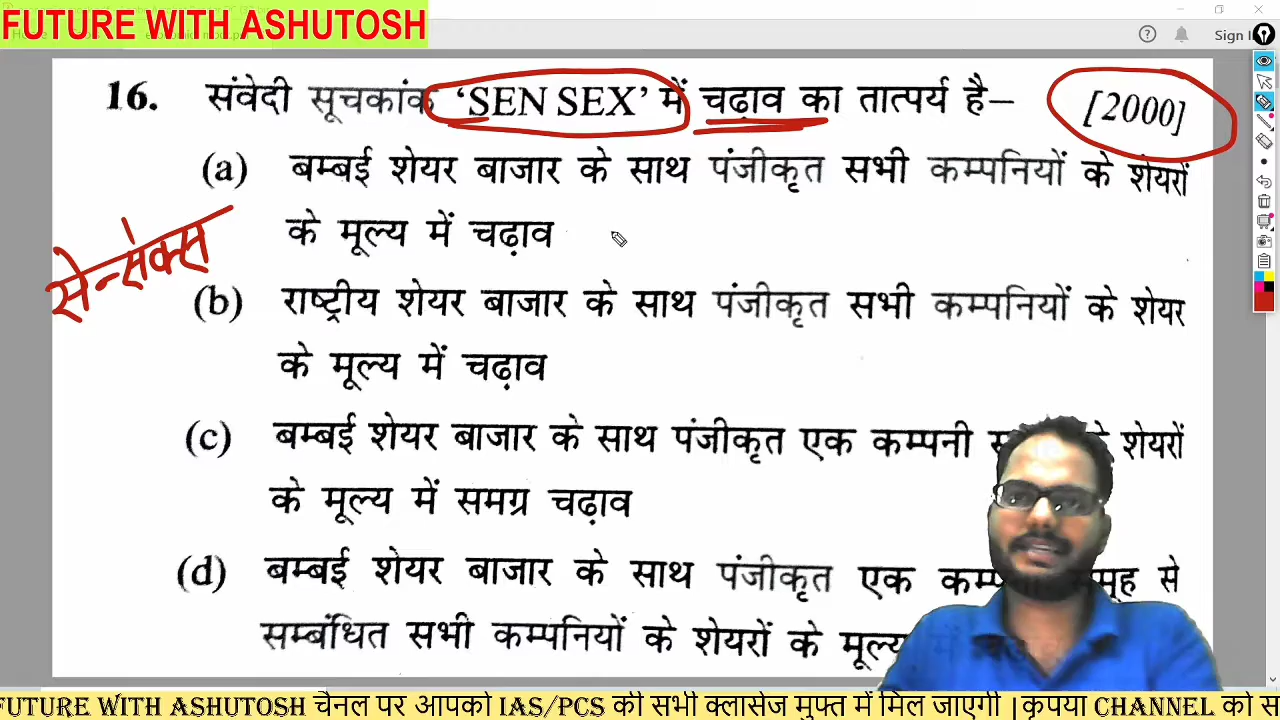 FUTURE WITH ASHUTOSH
Sign I
16. संवेदी सूचकांक ‘SEN SEX’ में चढ़ाव का तात्पर्य है– [2000]
(a) बम्बई शेयर बाजार के साथ पंजीकृत सभी कम्पनियों के शेयरों
के मूल्य में चढ़ाव
सेन्सेक्स
(b) राष्ट्रीय शेयर बाजार के साथ पंजीकृत सभी कम्पनियों के शेयर
के मूल्य में चढ़ाव
(c) बम्बई शेयर बाजार के साथ पंजीकृत एक कम्पनी शेयरों
के मूल्य में समग्र चढ़ाव
(d) बम्बई शेयर बाजार के साथ पंजीकृत एक से
सम्बंधित सभी कम्पनियों के शेयरों के
FUTURE WITH ASHUTOSH चैनल पर आपको IAS/PCS की सभी क्लासेज मुफ्त में मिल जाएगी |कृपया CHANNEL को स